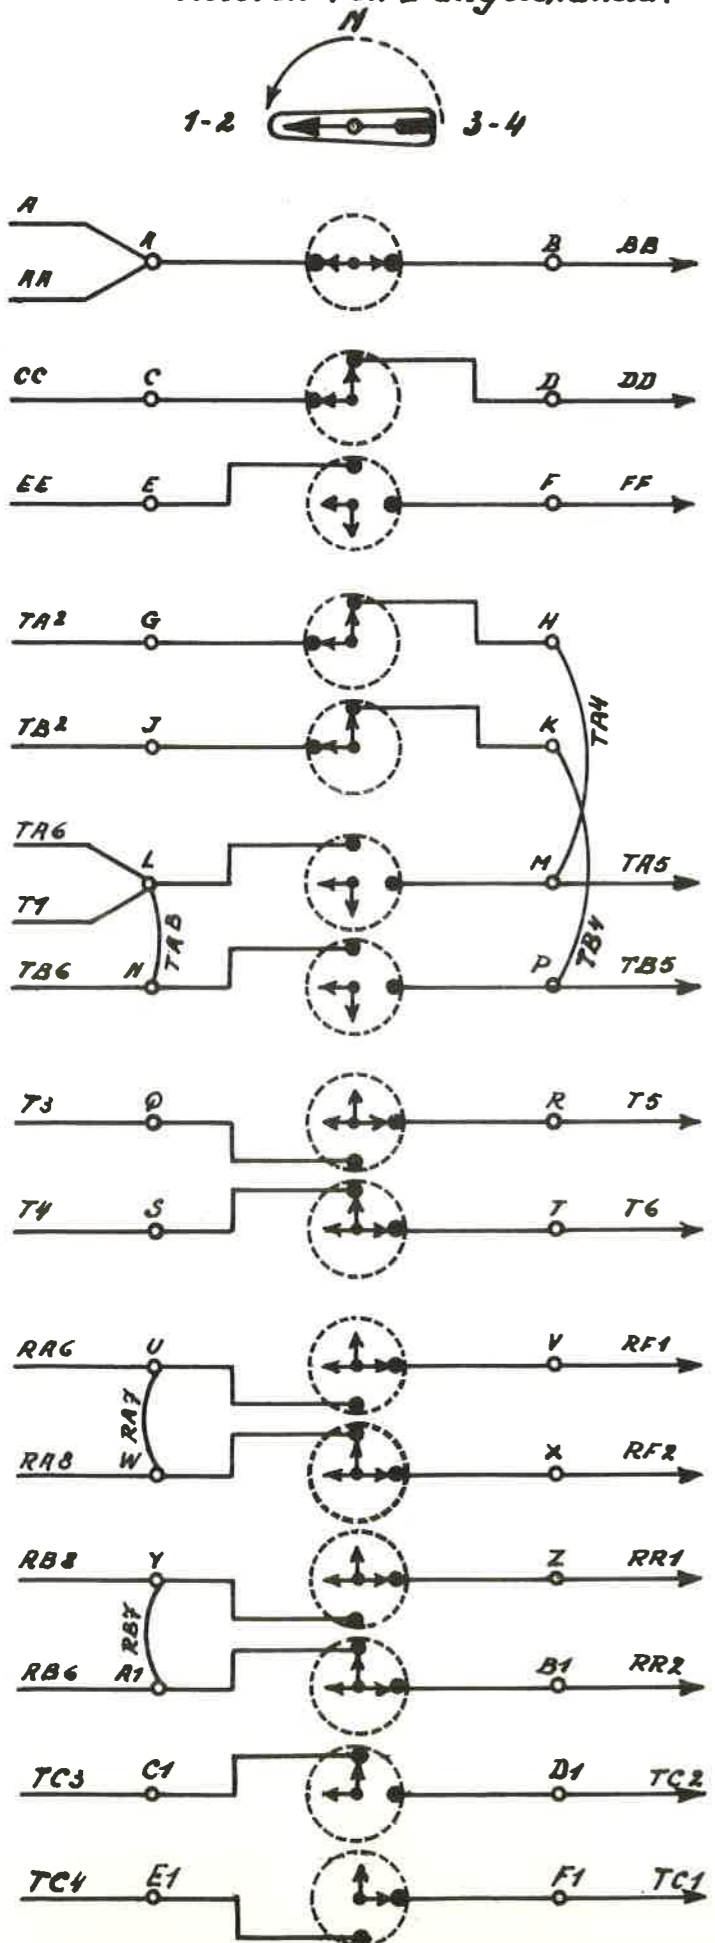 N
1-2 3-4
A
A B BB
AA
CC C D DD
EE E F FF
TA2 G H
TB2 J K
TA4
TA6
L M TA5
T1
TAB
TB4
TB6 N P TB5
T3 Q R T5
T4 S T T6
RA6 U V RF1
RA7
RA8 W X RF2
RB8 Y Z RR1
RB7
RB6 A1 B1 RR2
TC3 C1 D1 TC2
TC4 E1 F1 TC1